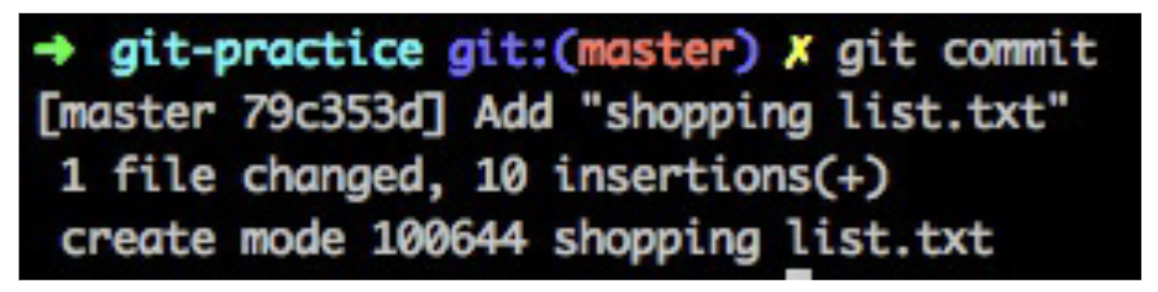 ➜ git-practice git:(master) ✗ git commit
[master 79c353d] Add "shopping list.txt"
1 file changed, 10 insertions(+)
create mode 100644 shopping list.txt